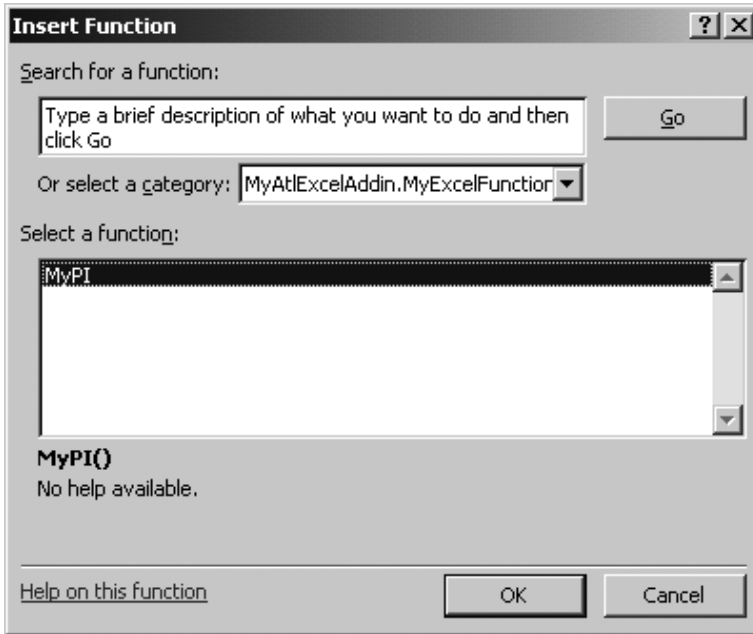 Insert Function
Search for a function:
Type a brief description of what you want to do and then
click Go
Go
Or select a category: MyAtlExcelAddin.MyExcelFunction
Select a function:
MyPI
MyPI()
No help available.
Help on this function
OK
Cancel